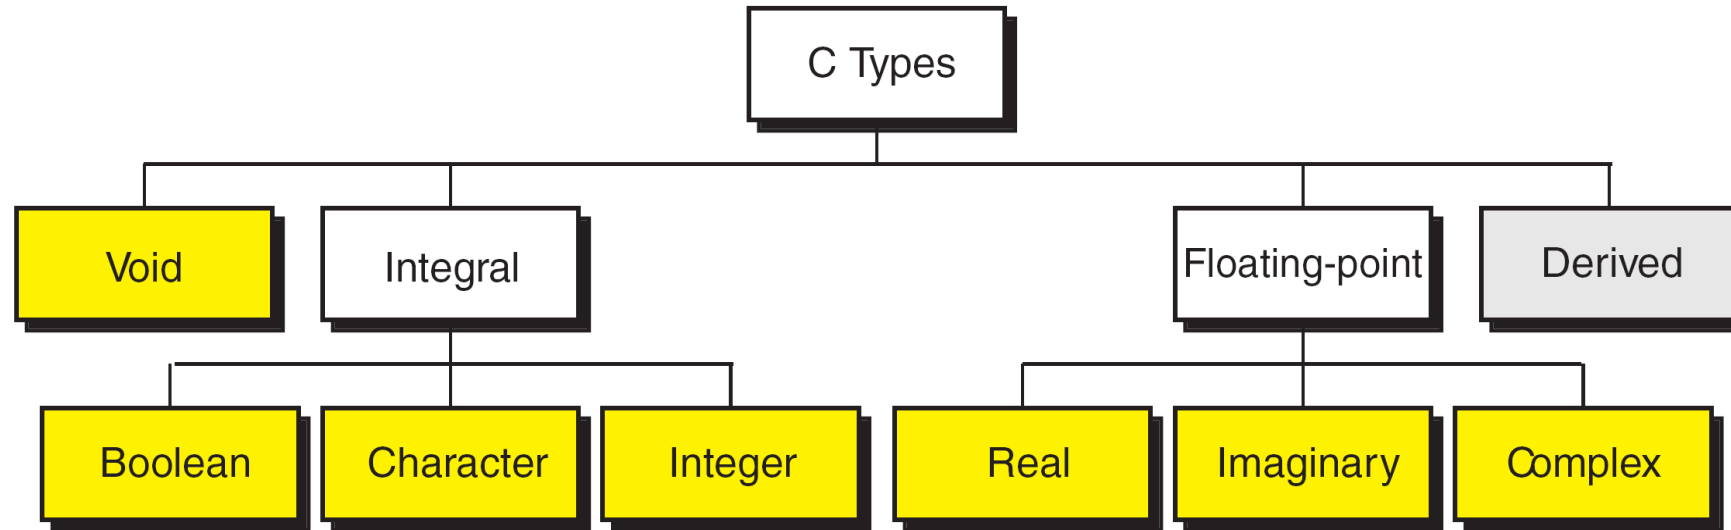 C Types
Void
Integral
Floating-point
Derived
Boolean
Character
Integer
Real
Imaginary
Complex